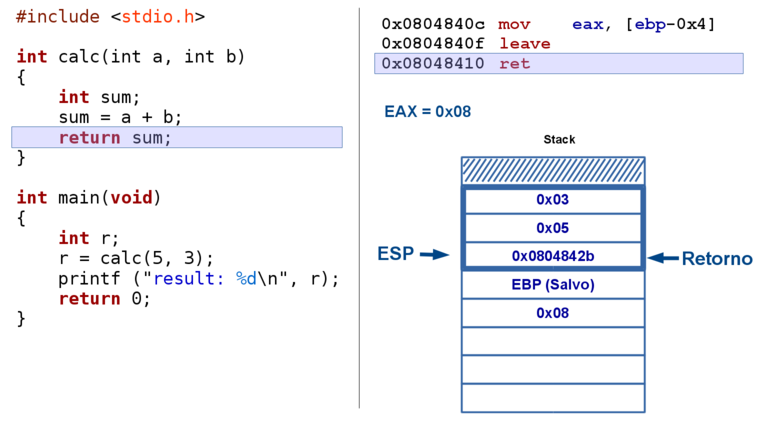 #include <stdio.h>
int calc(int a, int b)
{
    int sum;
    sum = a + b;
    return sum;
}
int main(void)
{
    int r;
    r = calc(5, 3);
    printf ("result: %d\n", r);
    return 0;
}
0x0804840c mov eax, [ebp-0x4]
0x0804840f leave
0x08048410 ret
EAX = 0x08
Stack
0x03
0x05
ESP 0x0804842b Retorno
EBP (Salvo)
0x08